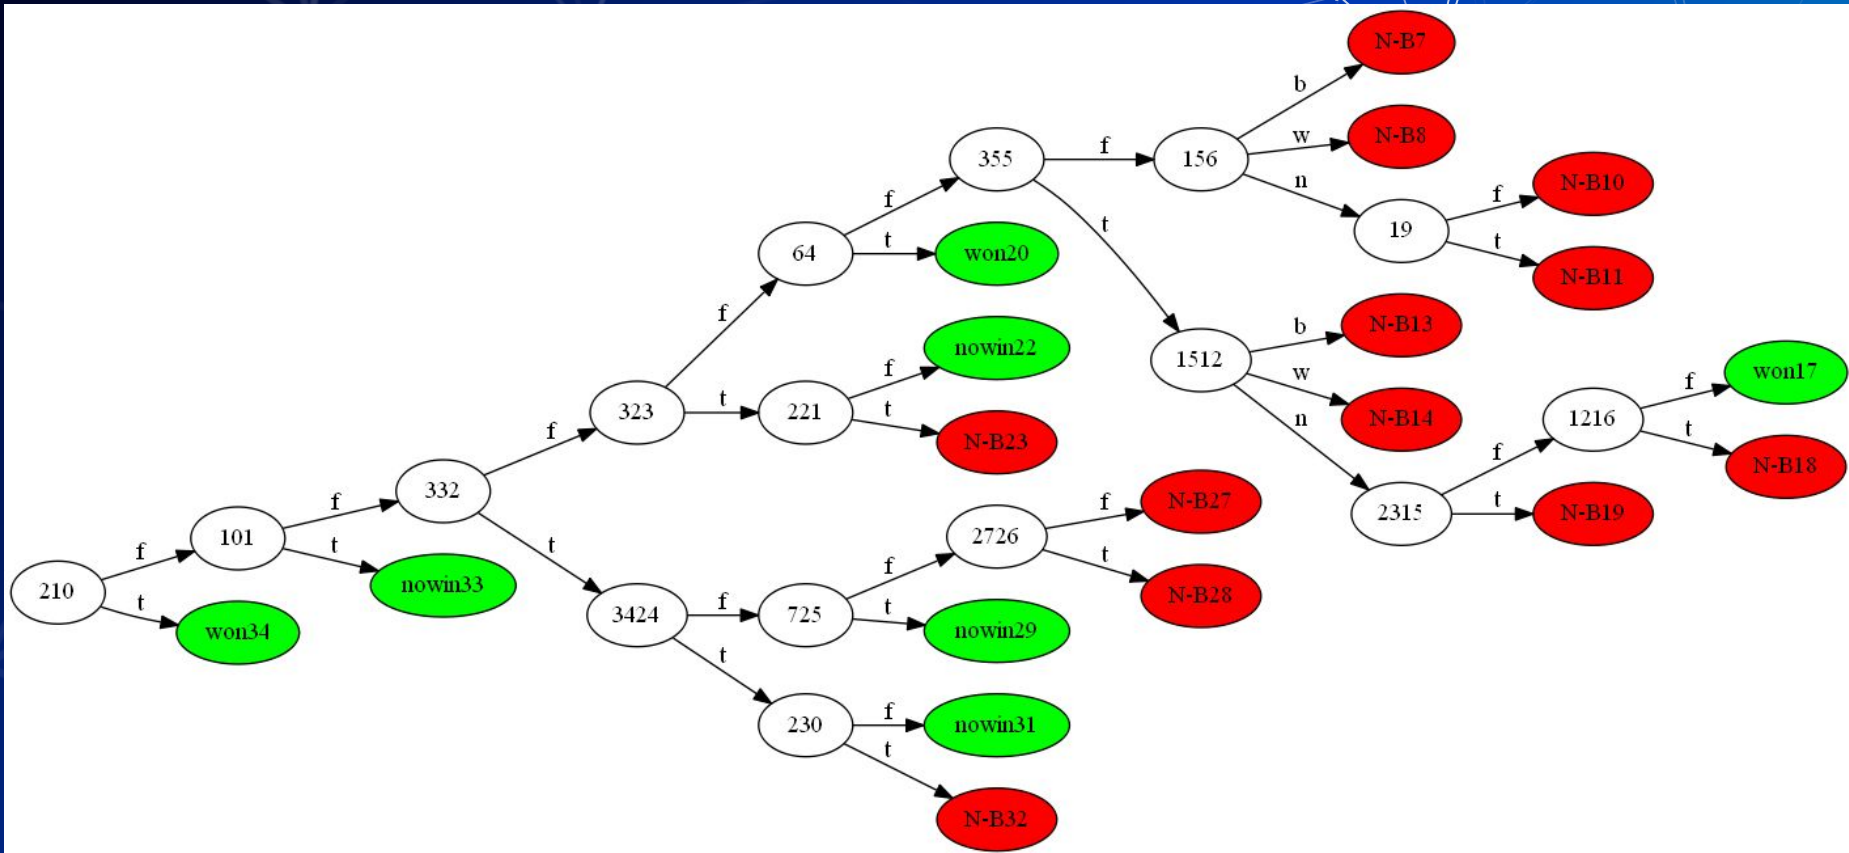 N-B7
b
N-B8
w
355
f
156
n
N-B10
f
19
t
N-B11
f
64
t
won20
t
f
nowin22
f
N-B13
b
1512
w
N-B14
n
won17
f
1216
t
N-B18
f
2315
t
N-B19
323
t
221
f
t
N-B23
f
332
f
101
t
nowin33
f
210
t
won34
t
N-B27
f
2726
t
N-B28
f
3424
f
725
t
nowin29
t
230
f
nowin31
t
N-B32